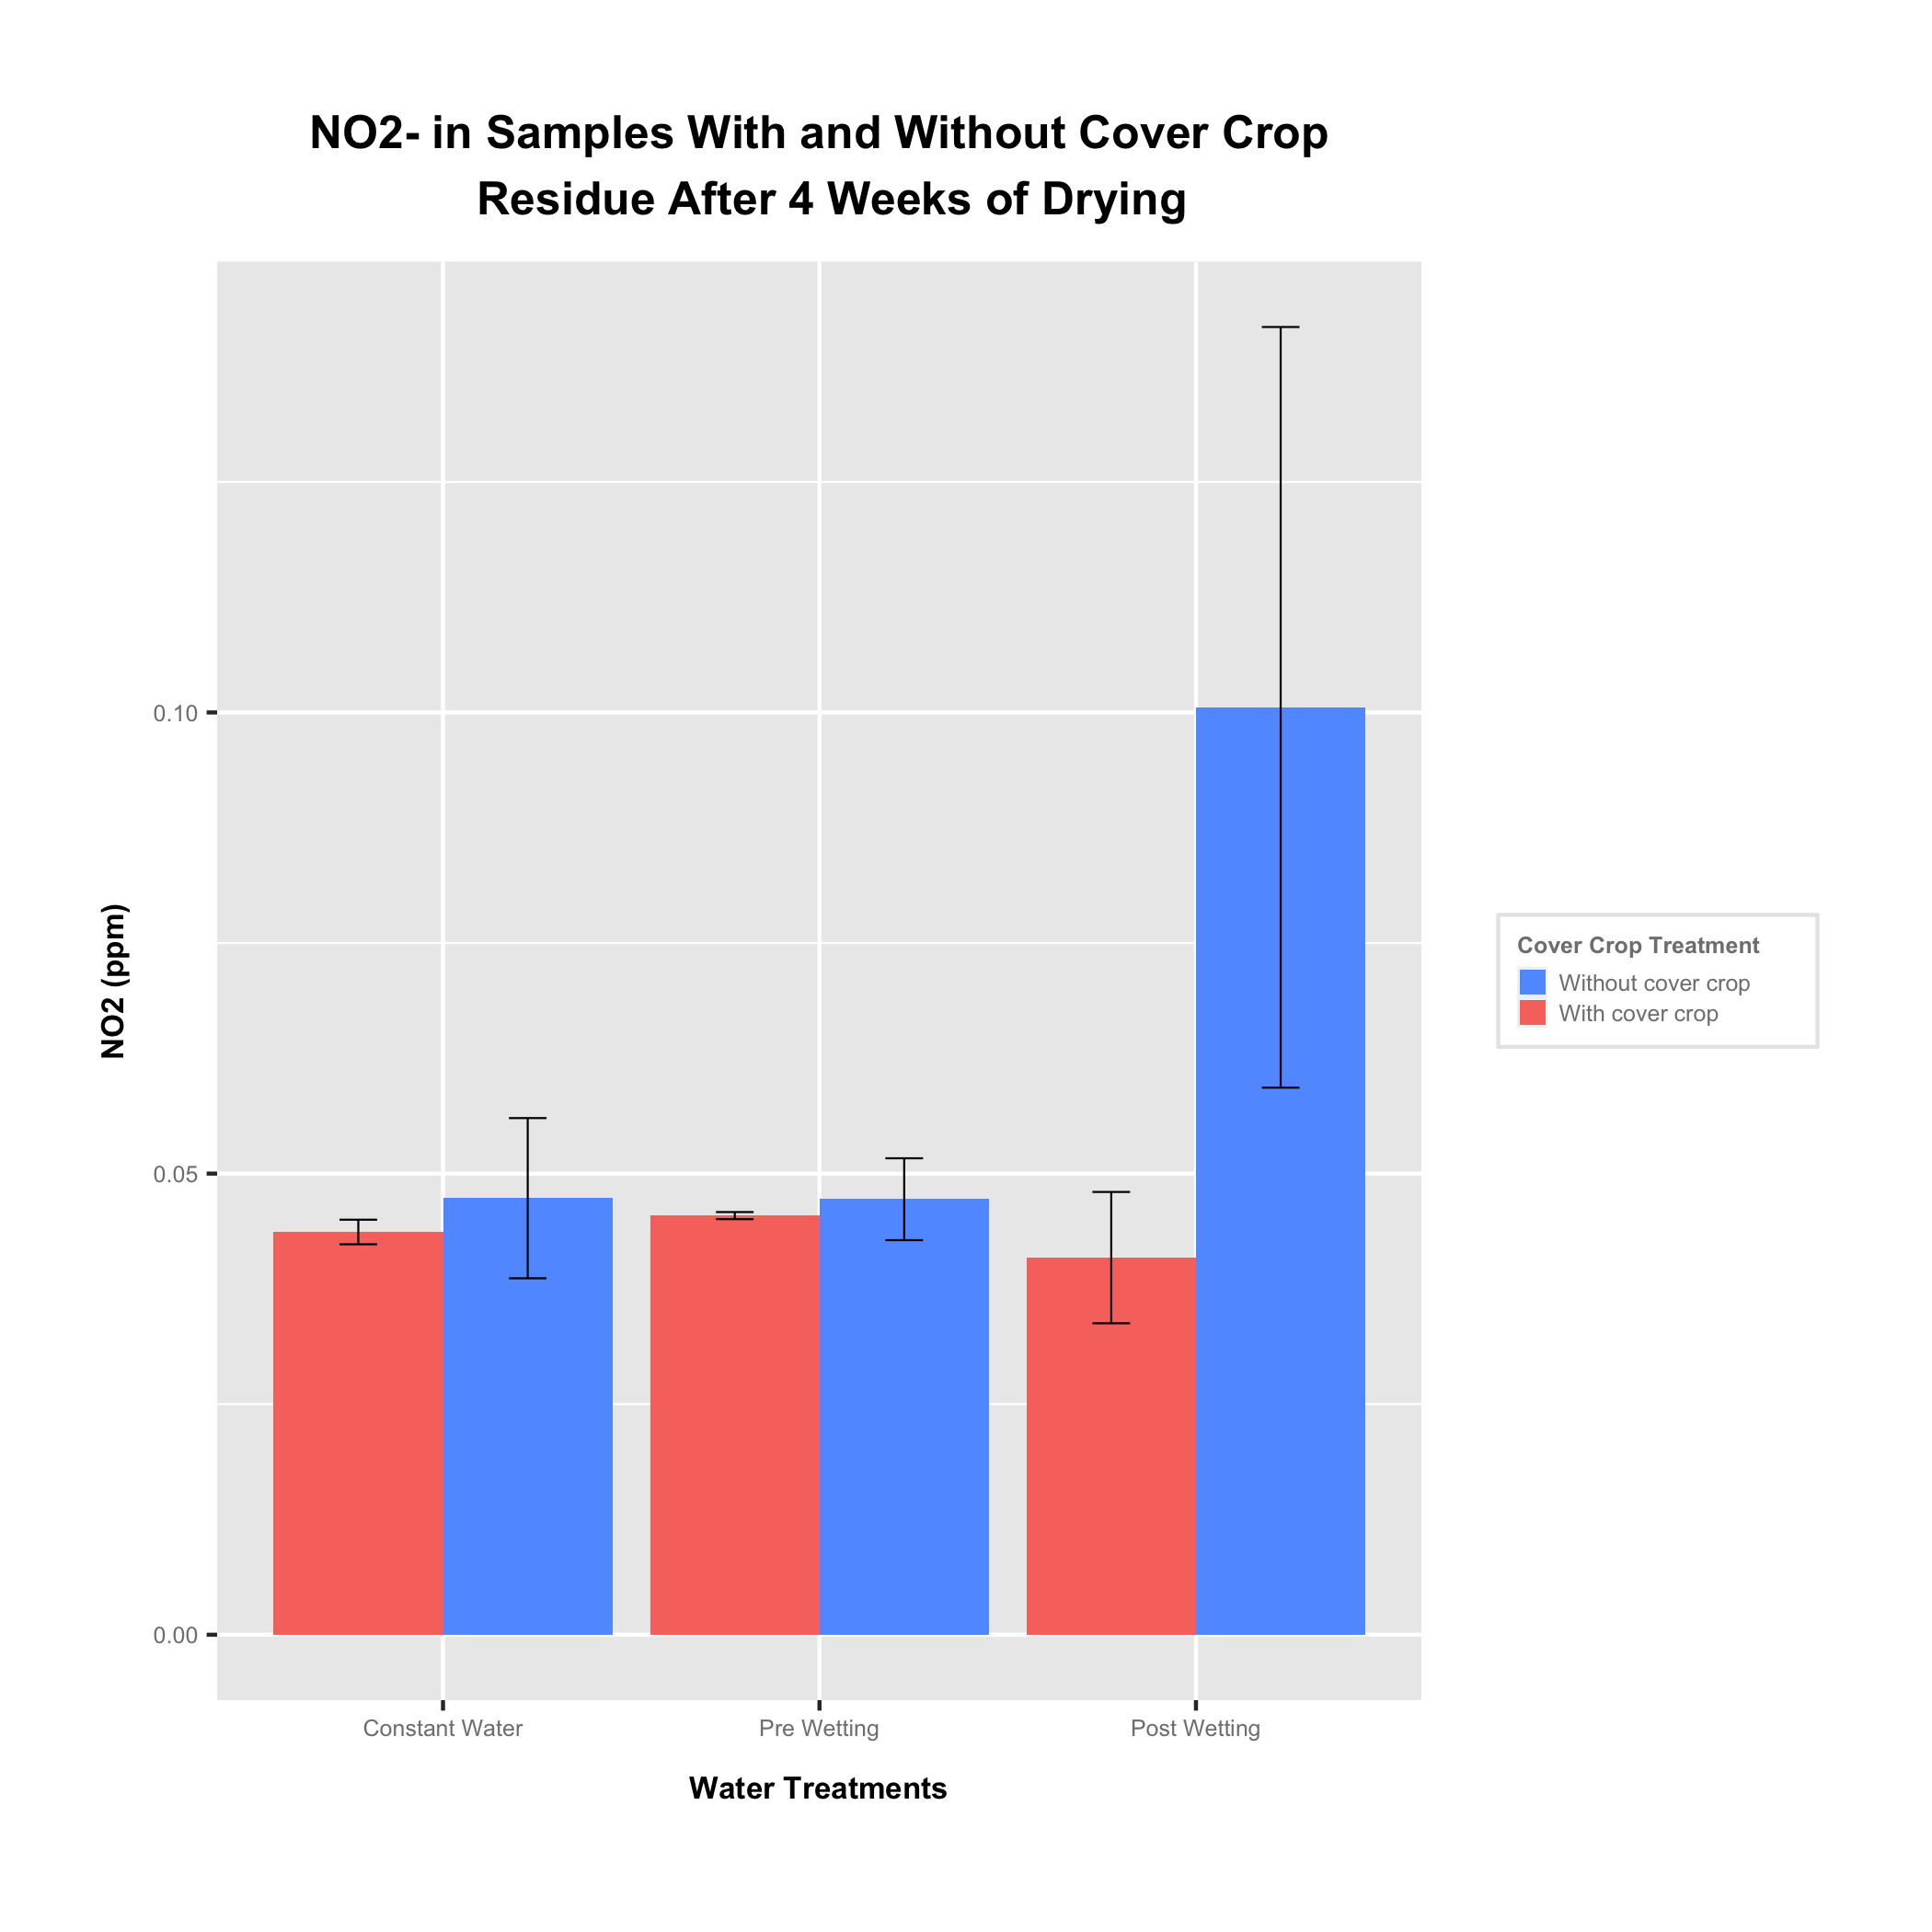 NO2- in Samples With and Without Cover Crop
Residue After 4 Weeks of Drying
NO2 (ppm)
0.10
0.05
0.00
Constant Water
Pre Wetting
Post Wetting
Water Treatments
Cover Crop Treatment
Without cover crop
With cover crop